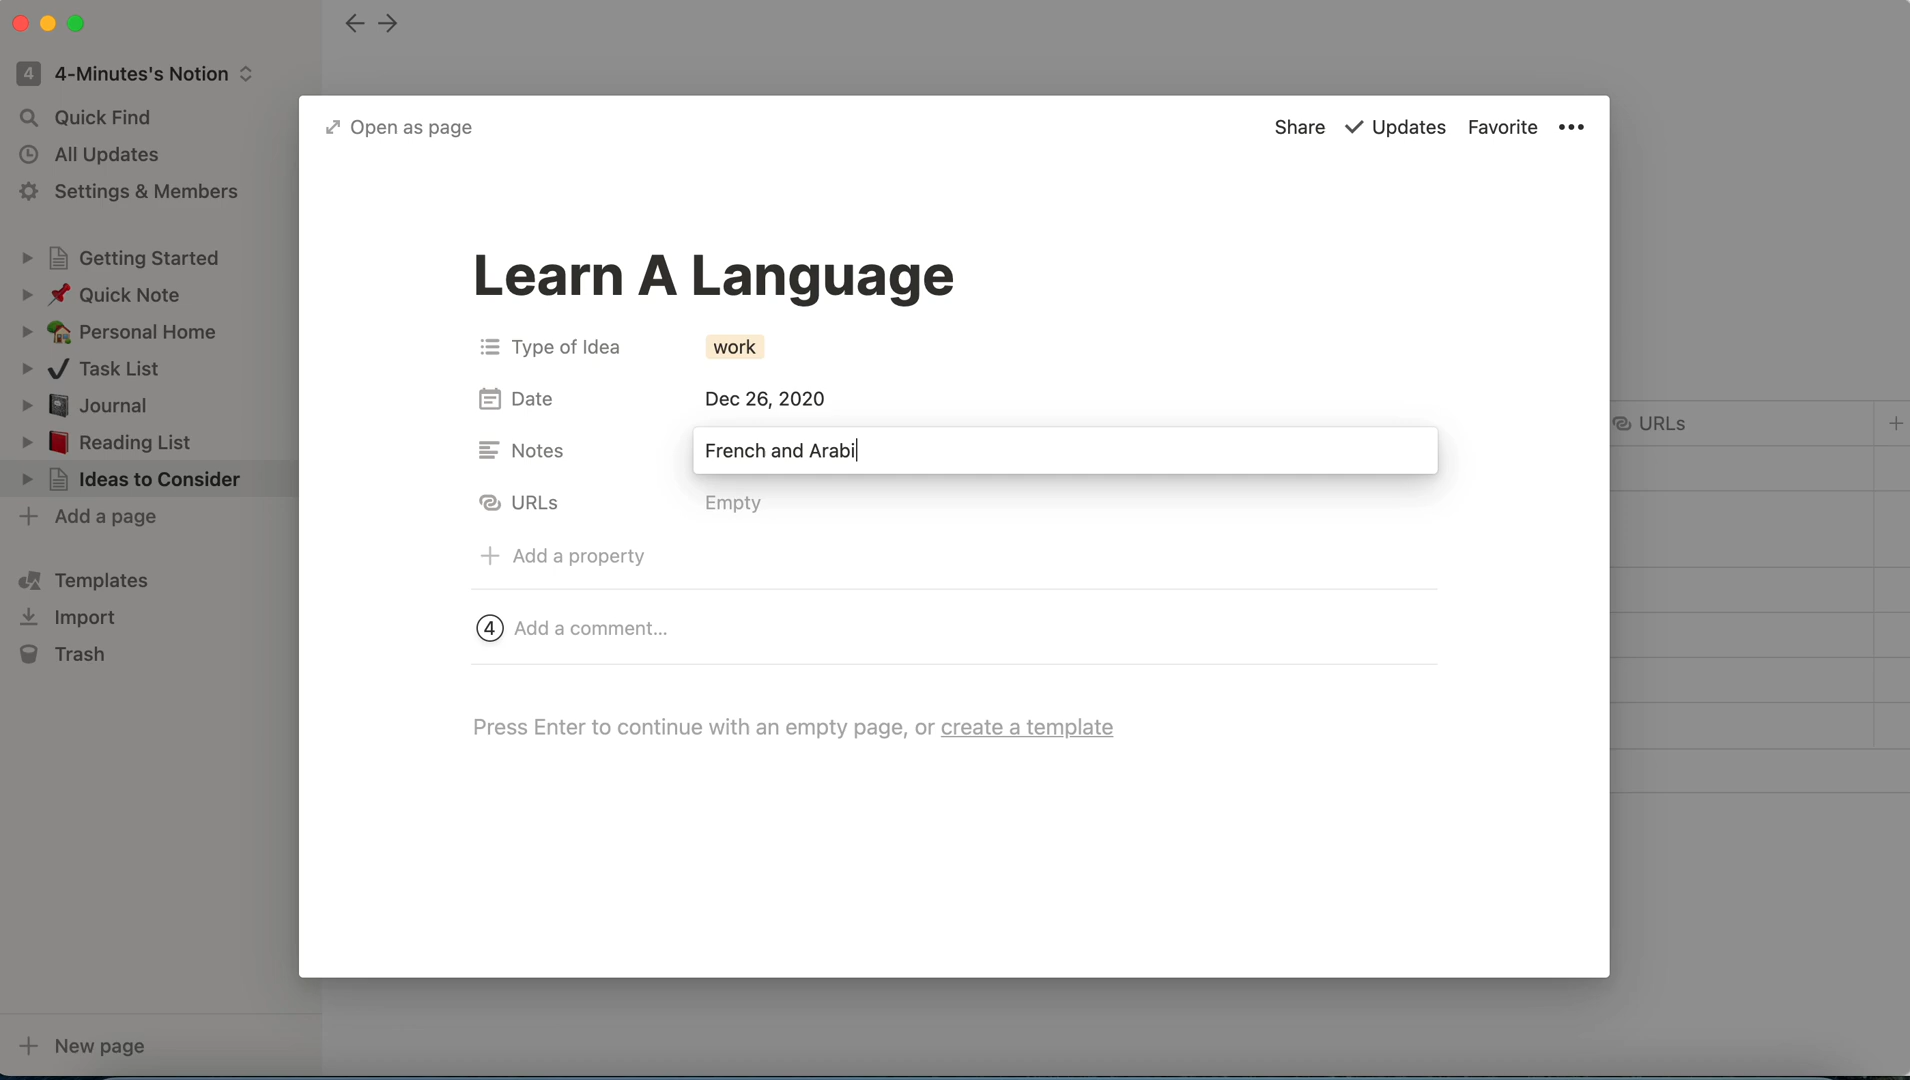 4 4-Minutes's Notion
Quick Find
All Updates
Settings & Members
Getting Started
Quick Note
Personal Home
Task List
Journal
Reading List
Ideas to Consider
Add a page
Templates
Import
Trash
New page
Open as page
Share Updates Favorite
Learn A Language
Type of Idea work
Date Dec 26, 2020
Notes French and Arabi
URLs Empty
Add a property
4 Add a comment...
Press Enter to continue with an empty page, or create a template
URLs